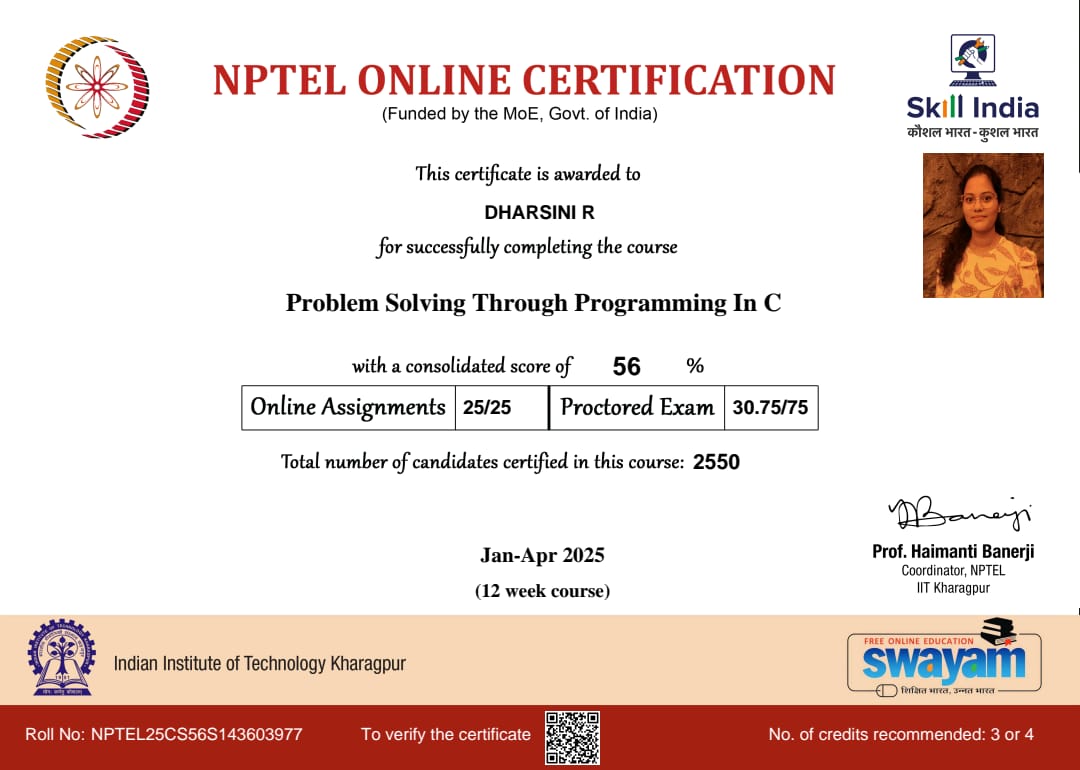 NPTEL ONLINE CERTIFICATION
(Funded by the MoE, Govt. of India)
Skill India
कौशल भारत - कुशल भारत
This certificate is awarded to
DHARSINI R
for successfully completing the course
Problem Solving Through Programming In C
with a consolidated score of 56 %
Online Assignments 25/25 Proctored Exam 30.75/75
Total number of candidates certified in this course: 2550
Jan-Apr 2025
(12 week course)
Prof. Haimanti Banerji
Coordinator, NPTEL
IIT Kharagpur
Indian Institute of Technology Kharagpur
FREE ONLINE EDUCATION
swayam
शिक्षित भारत, उन्नत भारत
Roll No: NPTEL25CS56S143603977 To verify the certificate No. of credits recommended: 3 or 4